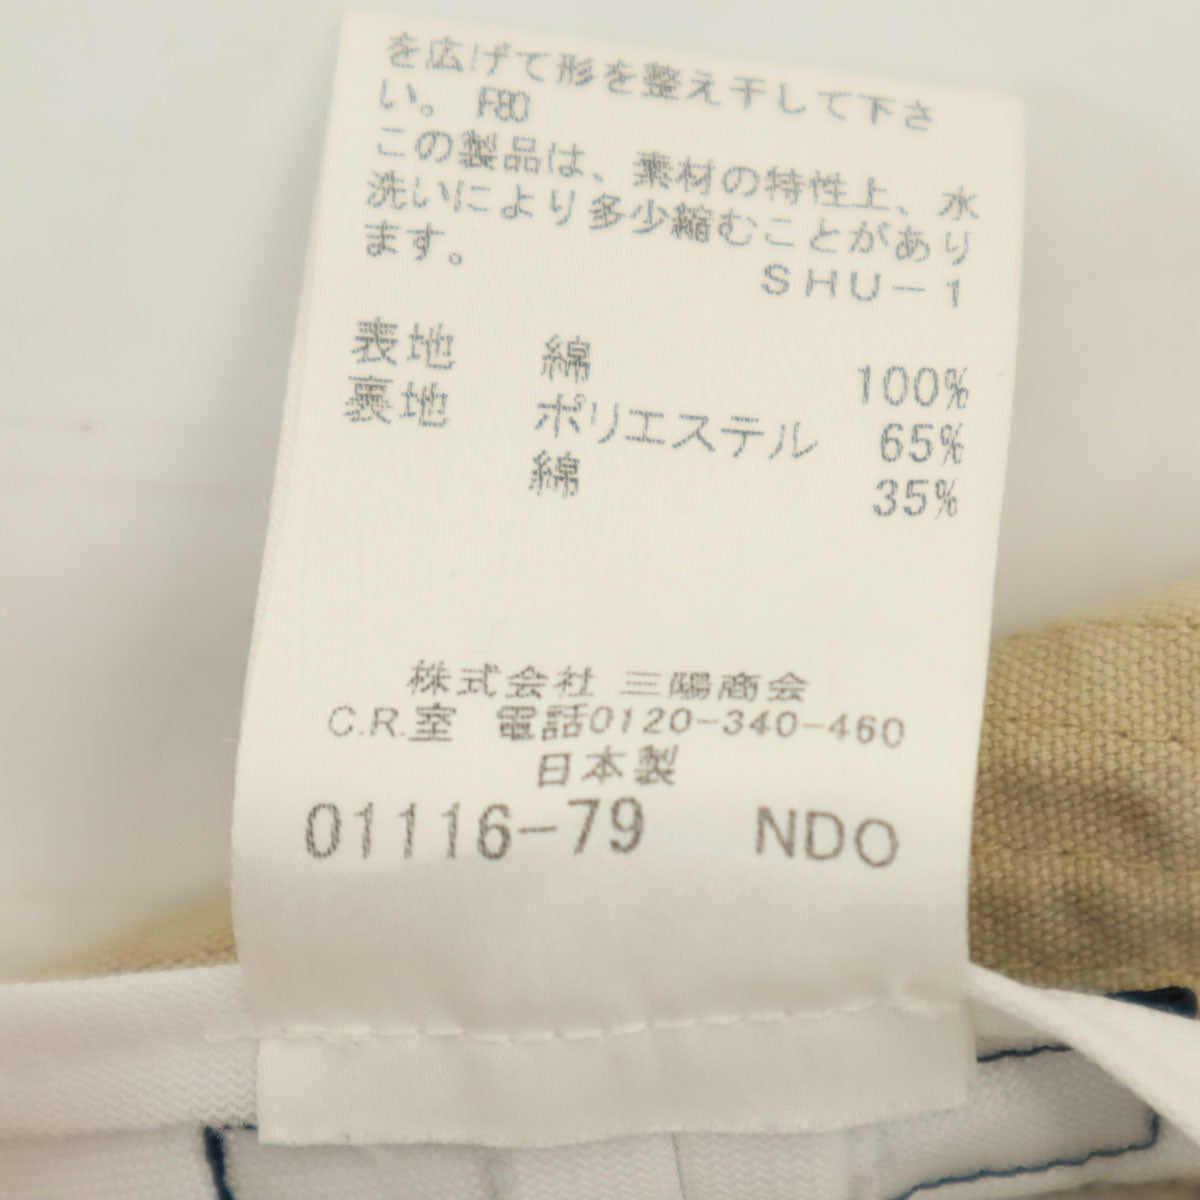 を広げて形を整え干して下さ
い。 F80
この製品は、素材の特性上、水
洗いにより多少縮むことがあり
ます。
SHU-1
表地 綿 100%
裏地 ポリエステル 65%
綿 35%
株式会社 三陽商会
C.R.室 電話0120-340-460
日本製
01116-79 NDO